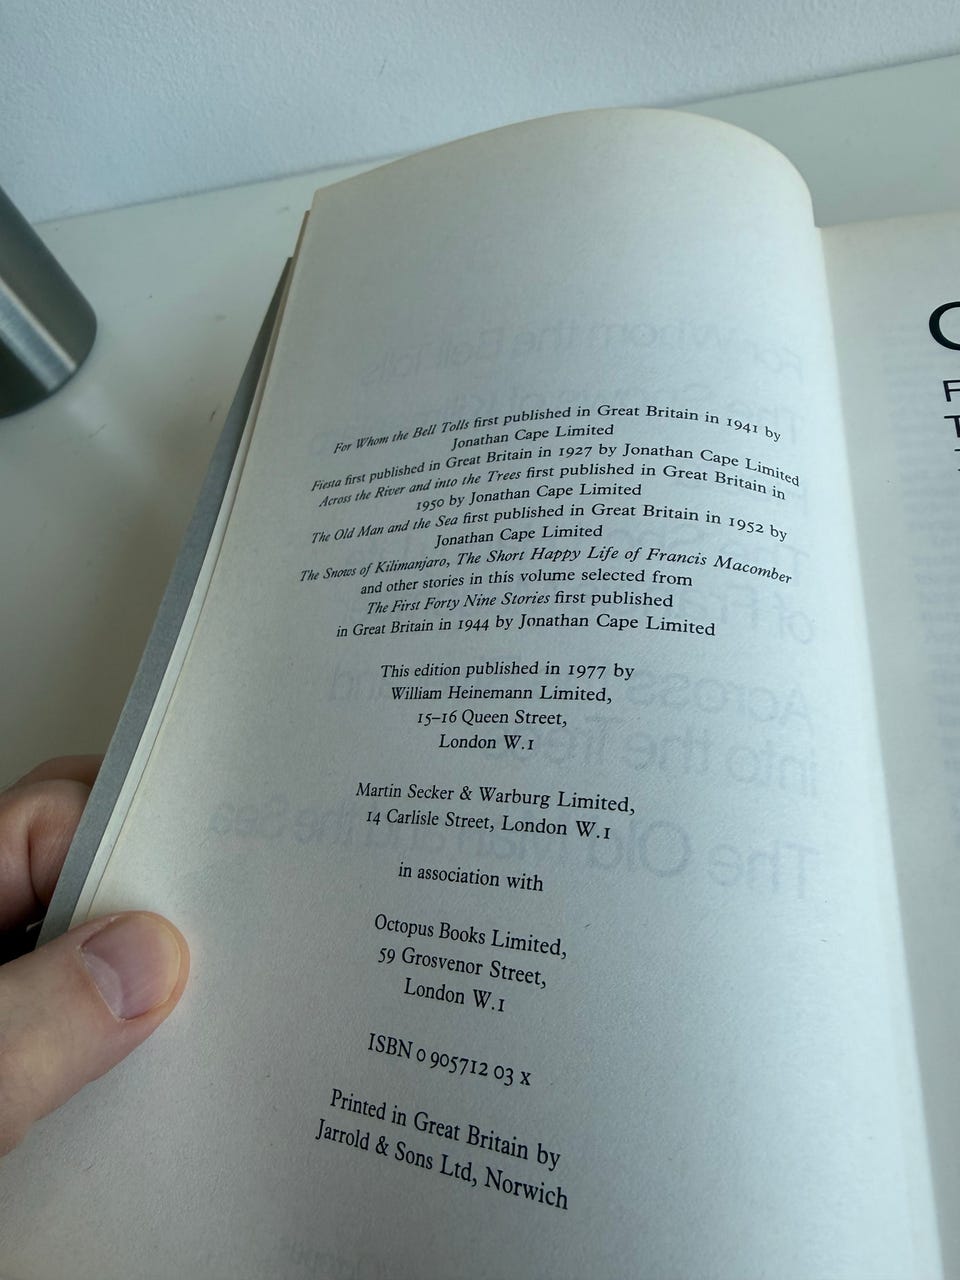 For Whom the Bell Tolls first published in Great Britain in 1941 by
Jonathan Cape Limited
Fiesta first published in Great Britain in 1927 by Jonathan Cape Limited
Across the River and into the Trees first published in Great Britain in
1950 by Jonathan Cape Limited
The Old Man and the Sea first published in Great Britain in 1952 by
Jonathan Cape Limited
The Snows of Kilimanjaro, The Short Happy Life of Francis Macomber
and other stories in this volume selected from
The First Forty Nine Stories first published
in Great Britain in 1944 by Jonathan Cape Limited
This edition published in 1977 by
William Heinemann Limited,
15–16 Queen Street,
London W.1
Martin Secker & Warburg Limited,
14 Carlisle Street, London W.1
in association with
Octopus Books Limited,
59 Grosvenor Street,
London W.1
ISBN 0 905712 03 x
Printed in Great Britain by
Jarrold & Sons Ltd, Norwich